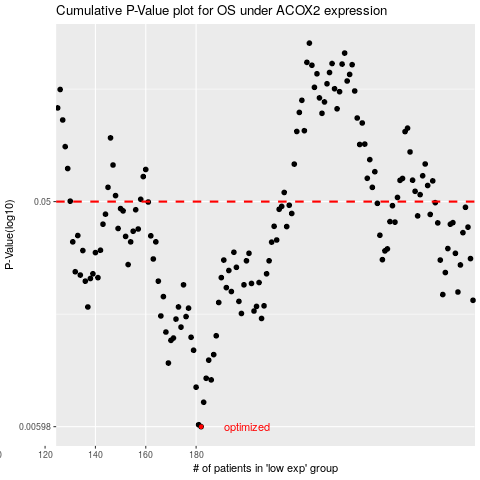 Cumulative P-Value plot for OS under ACOX2 expression
P-Value(log10)
0.05
0.00598
optimized
0 120 140 160 180
# of patients in 'low exp' group